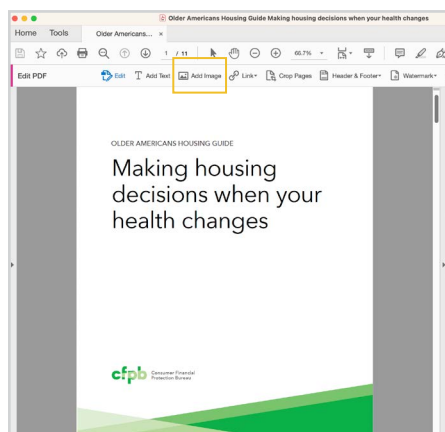 Older Americans Housing Guide Making housing decisions when your health changes
Home Tools Older Americans... ×
1 / 11 66.7%
Edit PDF Edit Add Text Add Image Link Crop Pages Header & Footer Watermark
OLDER AMERICANS HOUSING GUIDE
Making housing
decisions when your
health changes
cfpb Consumer Financial
Protection Bureau